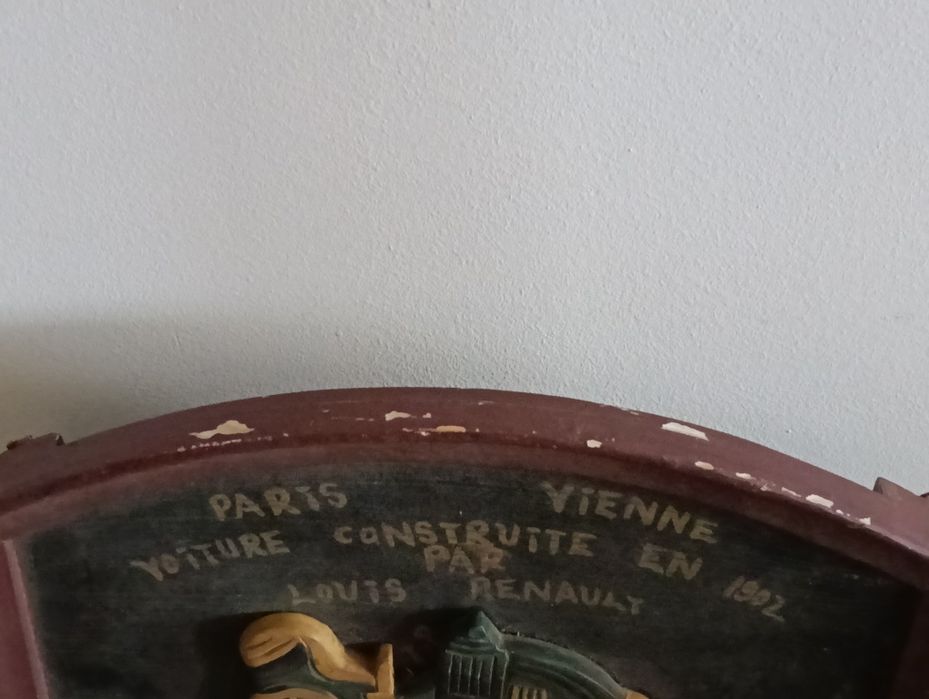 PARIS VIENNE
VOITURE CONSTRUITE EN 1902
PAR
LOUIS RENAULT